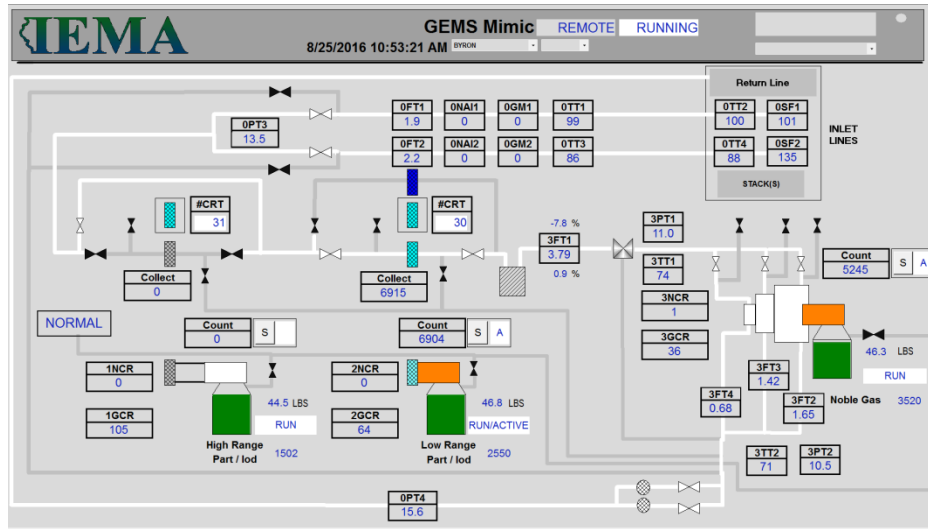 IEMA
GEMS Mimic REMOTE RUNNING
8/25/2016 10:53:21 AM BYRON
Return Line
0FT1 0NAI1 0GM1 0TT1 0TT2 0SF1
1.9 0 0 99 100 101
0PT3
13.5
INLET
LINES
0FT2 0NAI2 0GM2 0TT3 0TT4 0SF2
2.2 0 0 86 88 135
STACK(S)
#CRT #CRT
31 30
-7.8 %
3FT1
3.79
0.9 %
3PT1
11.0
Collect
0
Collect
6915
3TT1
74
Count
5245
S A
3NCR
1
NORMAL
Count
0
S
Count
6904
S A
3GCR
36
46.3 LBS
RUN
1NCR
0
2NCR
0
3FT3
1.42
3FT4
0.68
3FT2
1.65
Noble Gas 3520
44.5 LBS
RUN
46.8 LBS
RUN/ACTIVE
1GCR
105
2GCR
64
High Range
Part / Iod
1502
Low Range
Part / Iod
2550
3TT2
71
3PT2
10.5
0PT4
15.6